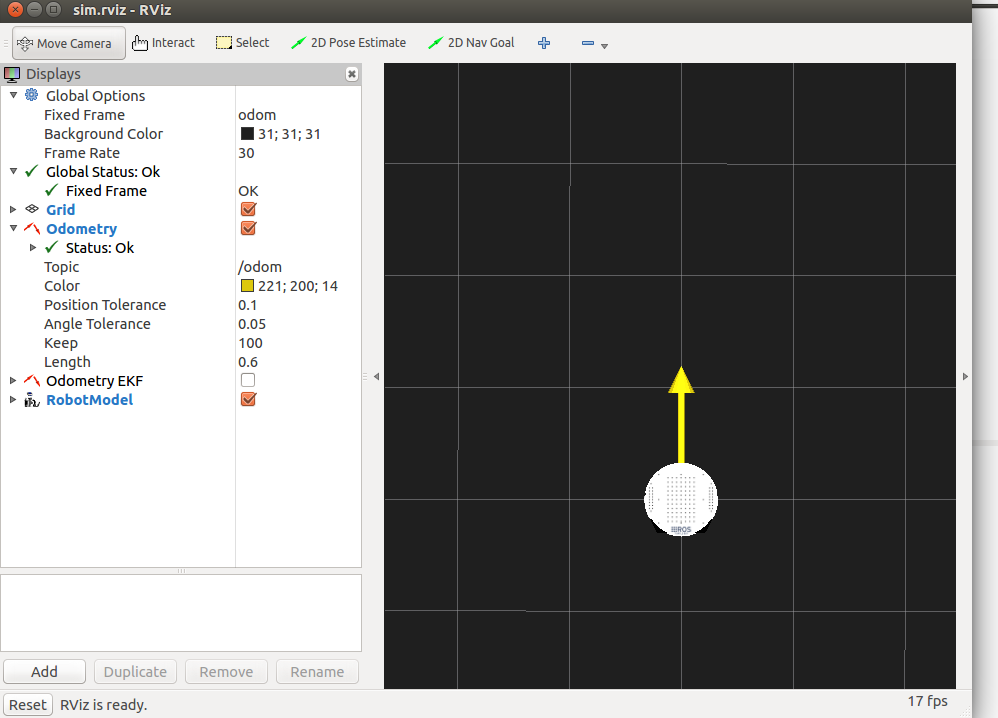 sim.rviz - RViz
Move Camera Interact Select 2D Pose Estimate 2D Nav Goal
Displays
Global Options
Fixed Frame odom
Background Color 31; 31; 31
Frame Rate 30
Global Status: Ok
Fixed Frame OK
Grid
Odometry
Status: Ok
Topic /odom
Color 221; 200; 14
Position Tolerance 0.1
Angle Tolerance 0.05
Keep 100
Length 0.6
Odometry EKF
RobotModel
ROS
Add Duplicate Remove Rename
Reset RViz is ready. 17 fps